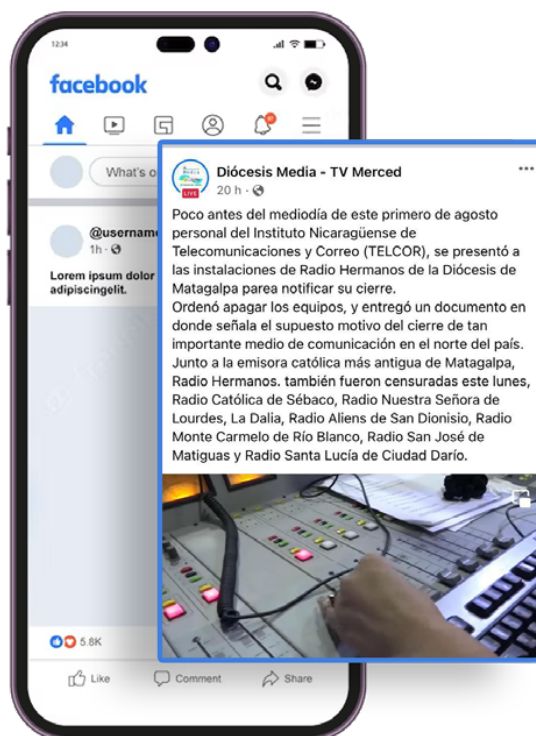 12:34
facebook
What's o
@usernam
1h ·
Lorem ipsum dolor
adipiscingelit.
5.8K
Like
Comment
Share
LIVE
Diócesis Media - TV Merced
20 h ·
Poco antes del mediodía de este primero de agosto
personal del Instituto Nicaragüense de
Telecomunicaciones y Correo (TELCOR), se presentó a
las instalaciones de Radio Hermanos de la Diócesis de
Matagalpa parea notificar su cierre.
Ordenó apagar los equipos, y entregó un documento en
donde señala el supuesto motivo del cierre de tan
importante medio de comunicación en el norte del país.
Junto a la emisora católica más antigua de Matagalpa,
Radio Hermanos. también fueron censuradas este lunes,
Radio Católica de Sébaco, Radio Nuestra Señora de
Lourdes, La Dalia, Radio Aliens de San Dionisio, Radio
Monte Carmelo de Río Blanco, Radio San José de
Matiguas y Radio Santa Lucía de Ciudad Darío.